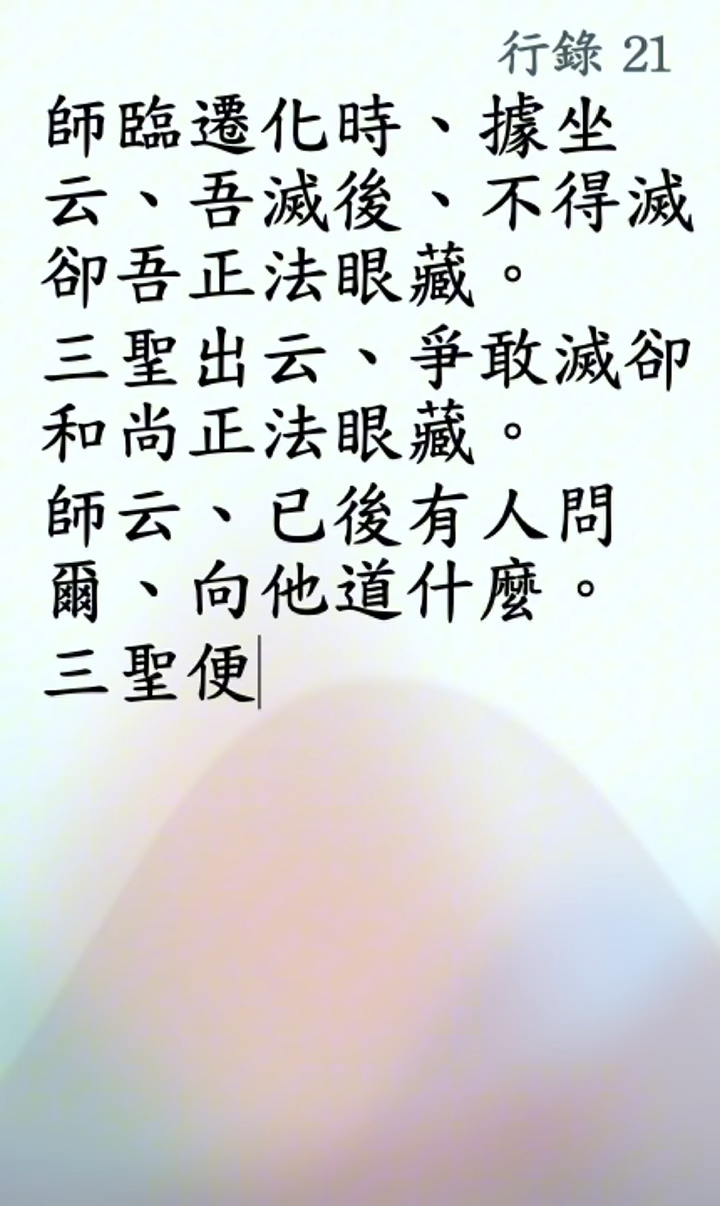 行錄 21
師臨遷化時、據坐
云、吾滅後、不得滅
卻吾正法眼藏。
三聖出云、爭敢滅卻
和尚正法眼藏。
師云、已後有人問
爾、向他道什麼。
三聖便